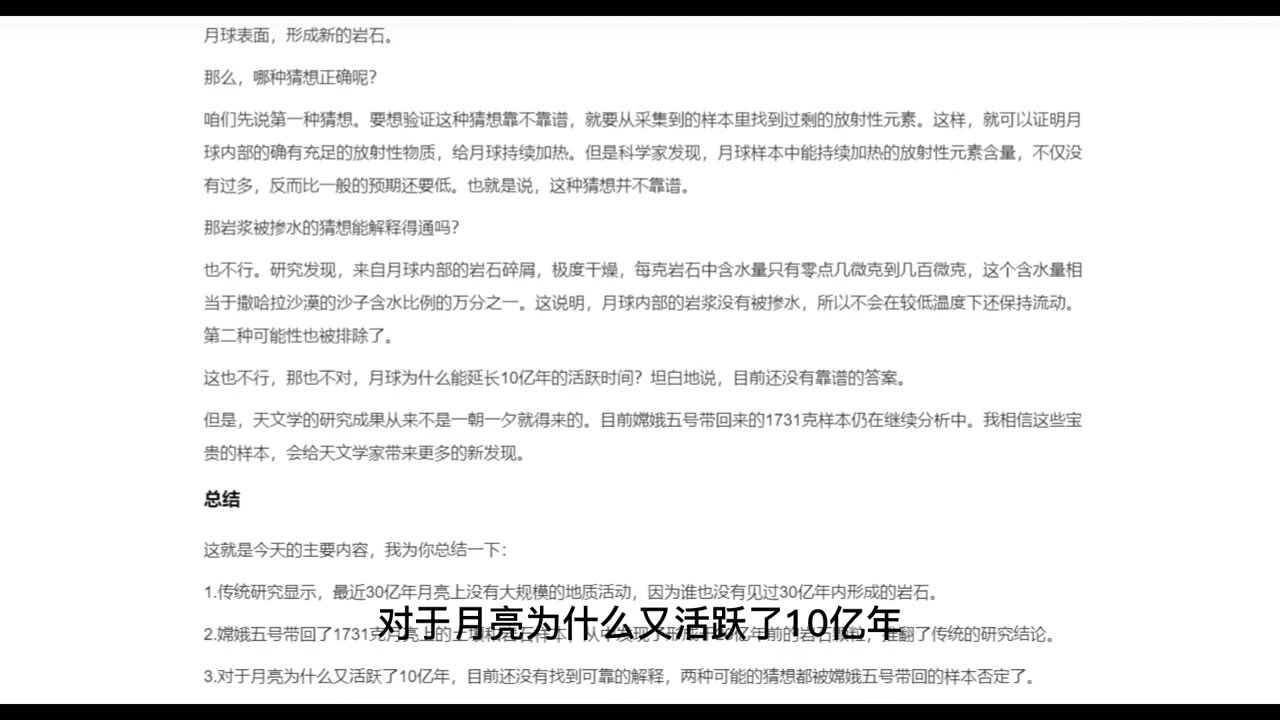 月球表面，形成新的岩石。
那么，哪种猜想正确呢？
咱们先说第一种猜想。要想验证这种猜想靠不靠谱，就要从采集到的样本里找到过剩的放射性元素。这样，就可以证明月
球内部的确有充足的放射性物质，给月球持续加热。但是科学家发现，月球样本中能持续加热的放射性元素含量，不仅没
有过多，反而比一般的预期还要低。也就是说，这种猜想并不靠谱。
那岩浆被掺水的猜想能解释得通吗？
也不行。研究发现，来自月球内部的岩石碎屑，极度干燥，每克岩石中含水量只有零点几微克到几百微克，这个含水量相
当于撒哈拉沙漠的沙子含水比例的万分之一。这说明，月球内部的岩浆没有被掺水，所以不会在较低温度下还保持流动。
第二种可能性也被排除了。
这也不行，那也不对，月球为什么能延长10亿年的活跃时间？坦白地说，目前还没有靠谱的答案。
但是，天文学的研究成果从来不是一朝一夕就得来的。目前嫦娥五号带回来的1731克样本仍在继续分析中。我相信这些宝
贵的样本，会给天文学家带来更多的新发现。
总结
这就是今天的主要内容，我为你总结一下：
1.传统研究显示，最近30亿年月亮上没有大规模的地质活动，因为谁也没有见过30亿年内形成的岩石。
对于月亮为什么又活跃了10亿年
2.嫦娥五号带回了1731克月亮上的 翻了传统的研究结论。
3.对于月亮为什么又活跃了10亿年，目前还没有找到可靠的解释，两种可能的猜想都被嫦娥五号带回的样本否定了。